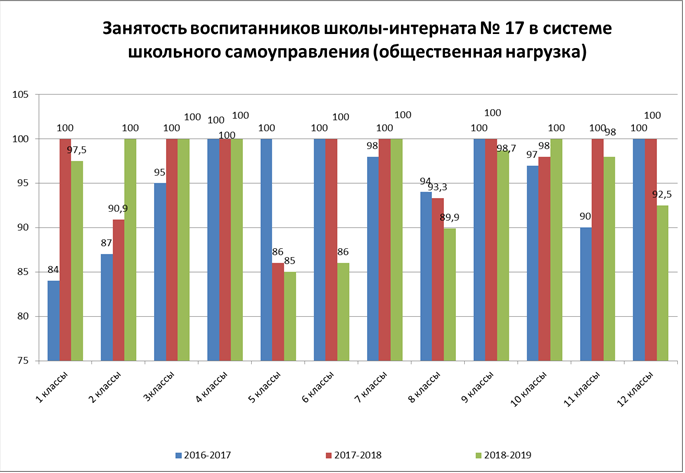 Занятость воспитанников школы-интерната № 17 в системе
школьного самоуправления (общественная нагрузка)
105
100
95
90
85
80
75
84 100 97,5
87 90,9 100
95 100 100
100 100 100
100 86 85
100 100 86
98 100 100
94 93,3 89,9
100 100 98,7
97 98 100
90 100 98
100 100 92,5
1 классы
2 классы
3классы
4 классы
5 классы
6 классы
7 классы
8 классы
9 классы
10 классы
11 классы
12 классы
2016-2017 2017-2018 2018-2019